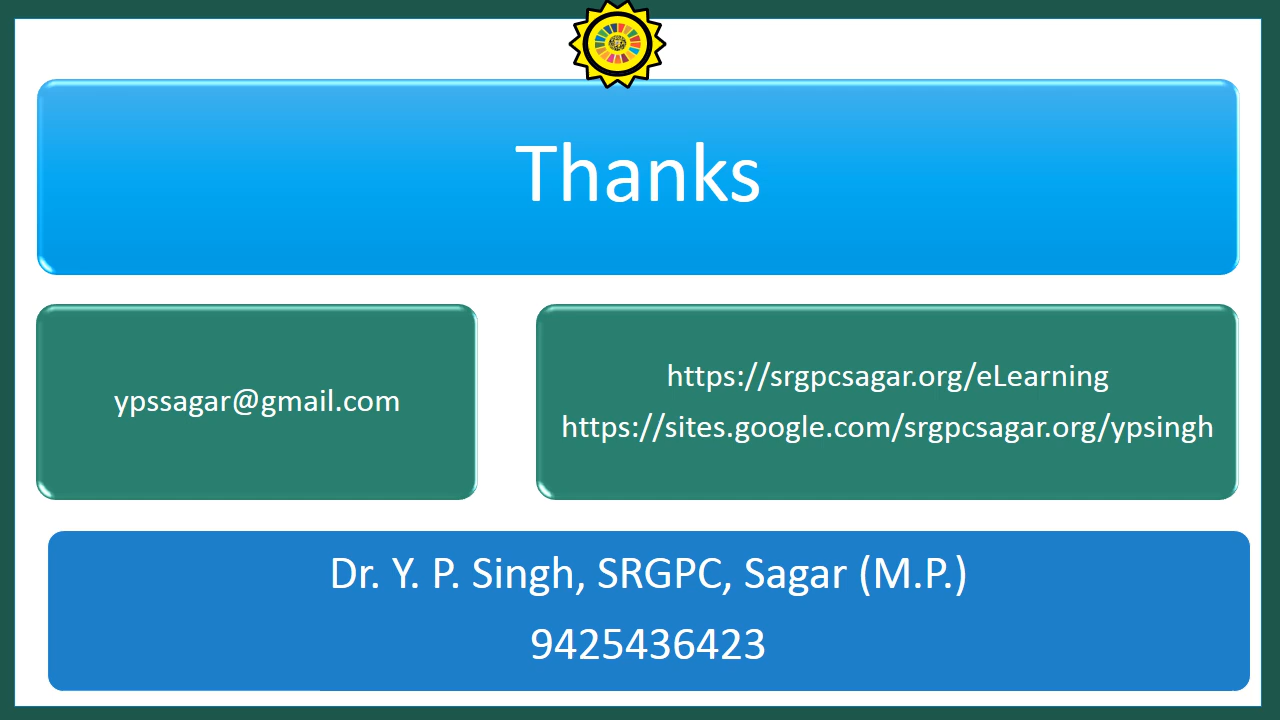 Thanks
ypssagar@gmail.com
https://srgpcsagar.org/eLearning
https://sites.google.com/srgpcsagar.org/ypsingh
Dr. Y. P. Singh, SRGPC, Sagar (M.P.)
9425436423